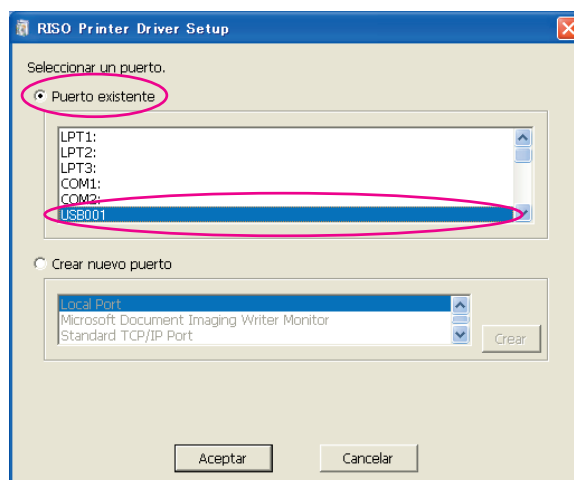 RISO Printer Driver Setup
Seleccionar un puerto.
Puerto existente
LPT1:
LPT2:
LPT3:
COM1:
COM2:
USB001
Crear nuevo puerto
Local Port
Microsoft Document Imaging Writer Monitor
Standard TCP/IP Port
Crear
Aceptar
Cancelar